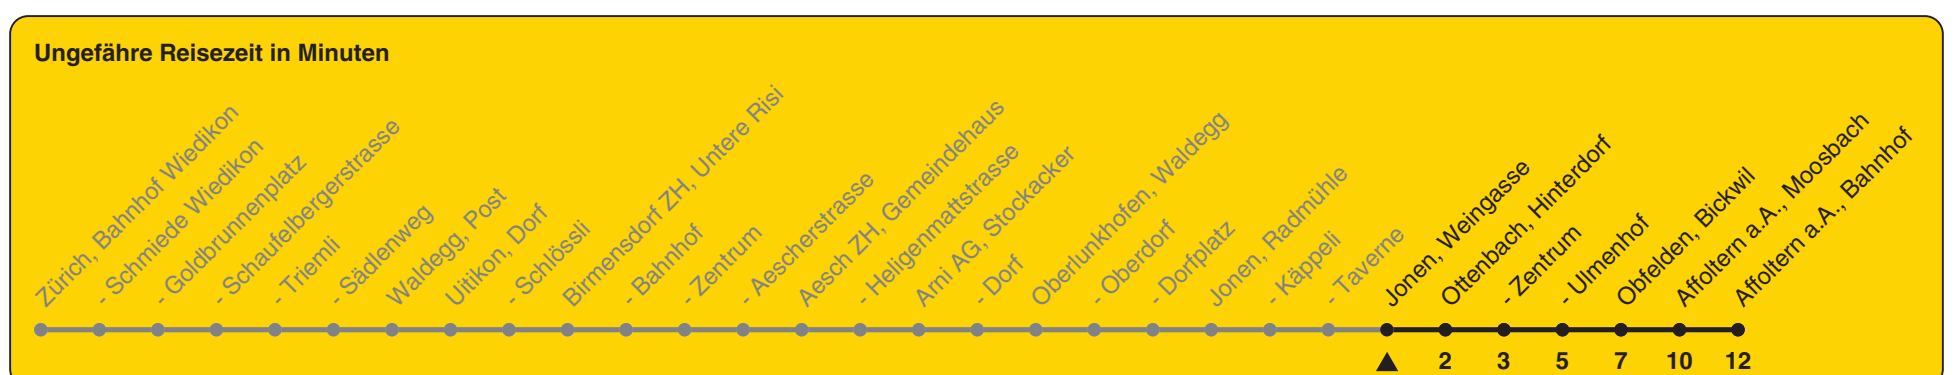 Ungefähre Reisezeit in Minuten
Zürich, Bahnhof Wiedikon
- Schmiede Wiedikon
- Goldbrunnenplatz
- Schaufelbergerstrasse
- Triemli
- Sädlenweg
Waldegg, Post
Uitikon, Dorf
- Schlössli
Birmensdorf ZH, Untere Risi
- Bahnhof
- Zentrum
- Aescherstrasse
Aesch ZH, Gemeindehaus
- Heligenmattstrasse
Arni AG, Stockacker
- Dorf
Oberlunkhofen, Waldegg
- Oberdorf
- Dorfplatz
Jonen, Radmühle
- Käppeli
- Taverne
Jonen, Weingasse
Ottenbach, Hinterdorf
- Zentrum
- Ulmenhof
Obfelden, Bickwil
Affoltern a.A., Moosbach
Affoltern a.A., Bahnhof
2 3 5 7 10 12